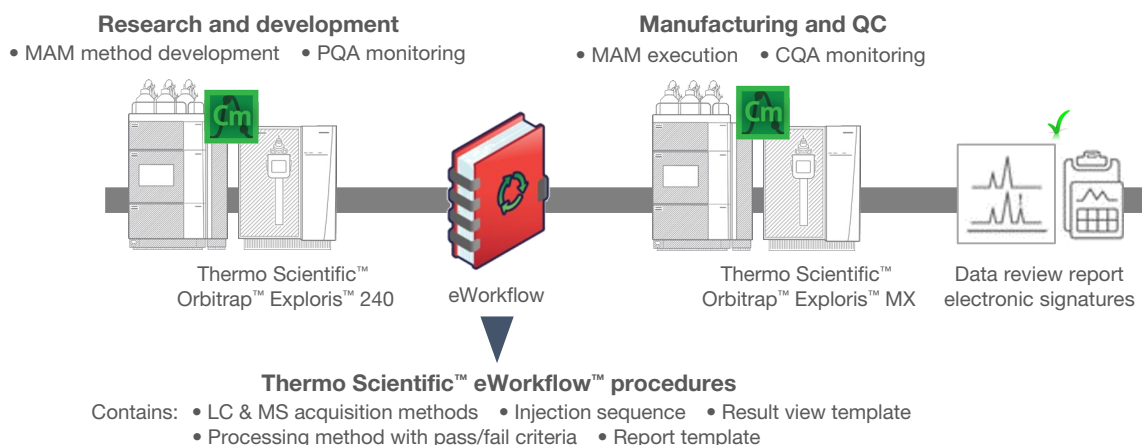 Research and development
• MAM method development • PQA monitoring
Manufacturing and QC
• MAM execution • CQA monitoring
Cm
Cm
Thermo Scientific™
Orbitrap™ Exploris™ 240
eWorkflow
Thermo Scientific™
Orbitrap™ Exploris™ MX
Data review report
electronic signatures
Thermo Scientific™ eWorkflow™ procedures
Contains: • LC & MS acquisition methods • Injection sequence • Result view template
• Processing method with pass/fail criteria • Report template